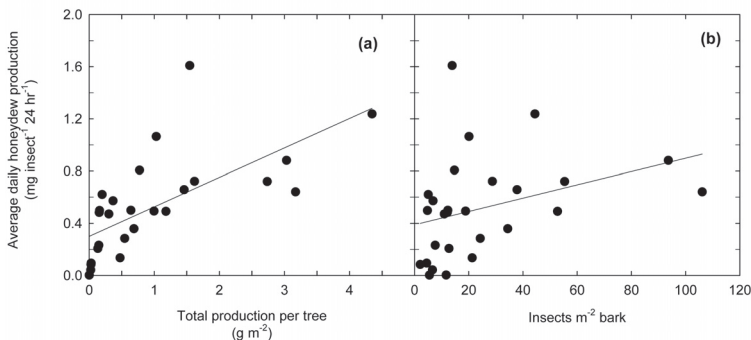 (a)
(b)
Average daily honeydew production
(mg insect⁻¹ 24 hr⁻¹)
2.0
1.6
1.2
0.8
0.4
0.0
0 1 2 3 4
0 20 40 60 80 100 120
Total production per tree
(g m⁻²)
Insects m⁻² bark